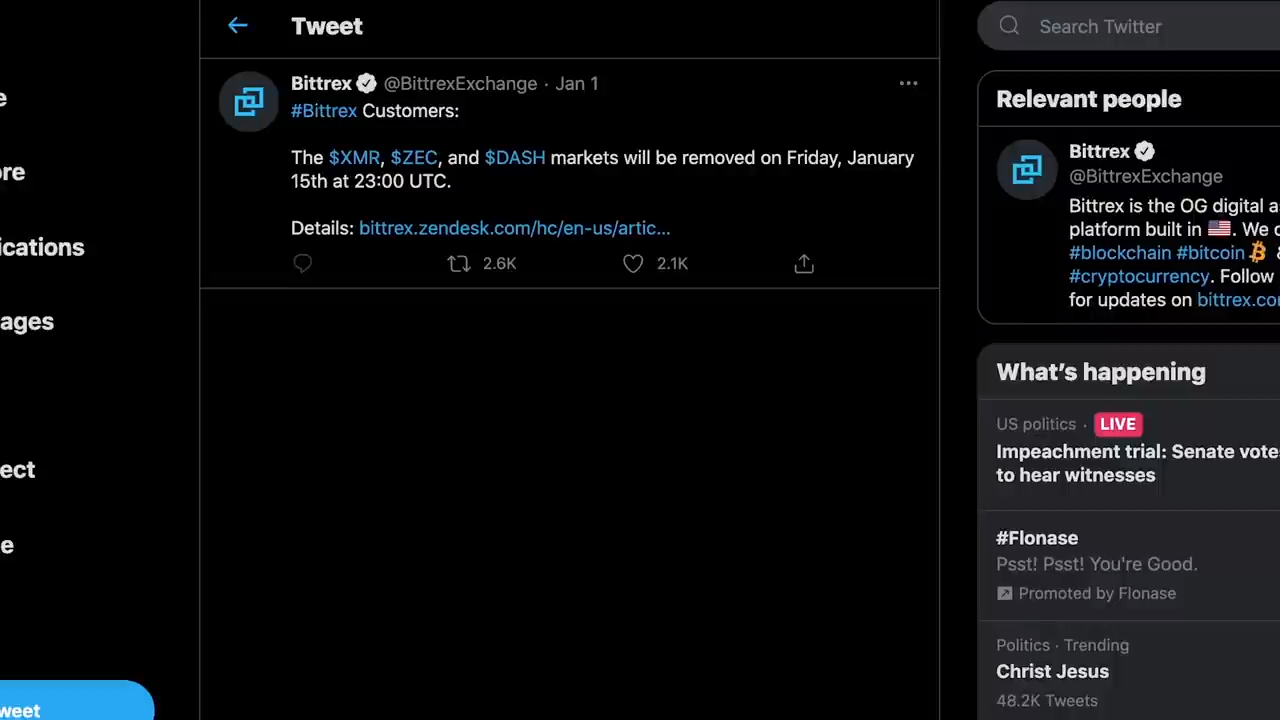 Tweet
Search Twitter
Bittrex @BittrexExchange · Jan 1
#Bittrex Customers:
The $XMR, $ZEC, and $DASH markets will be removed on Friday, January
15th at 23:00 UTC.
Details: bittrex.zendesk.com/hc/en-us/artic...
2.6K 2.1K
e
re
ications
ages
ect
e
weet
Relevant people
Bittrex
@BittrexExchange
Bittrex is the OG digital a
platform built in 🇺🇸. We c
#blockchain #bitcoin &
#cryptocurrency. Follow
for updates on bittrex.co
What's happening
US politics · LIVE
Impeachment trial: Senate vote
to hear witnesses
#Flonase
Psst! Psst! You're Good.
Promoted by Flonase
Politics · Trending
Christ Jesus
48.2K Tweets